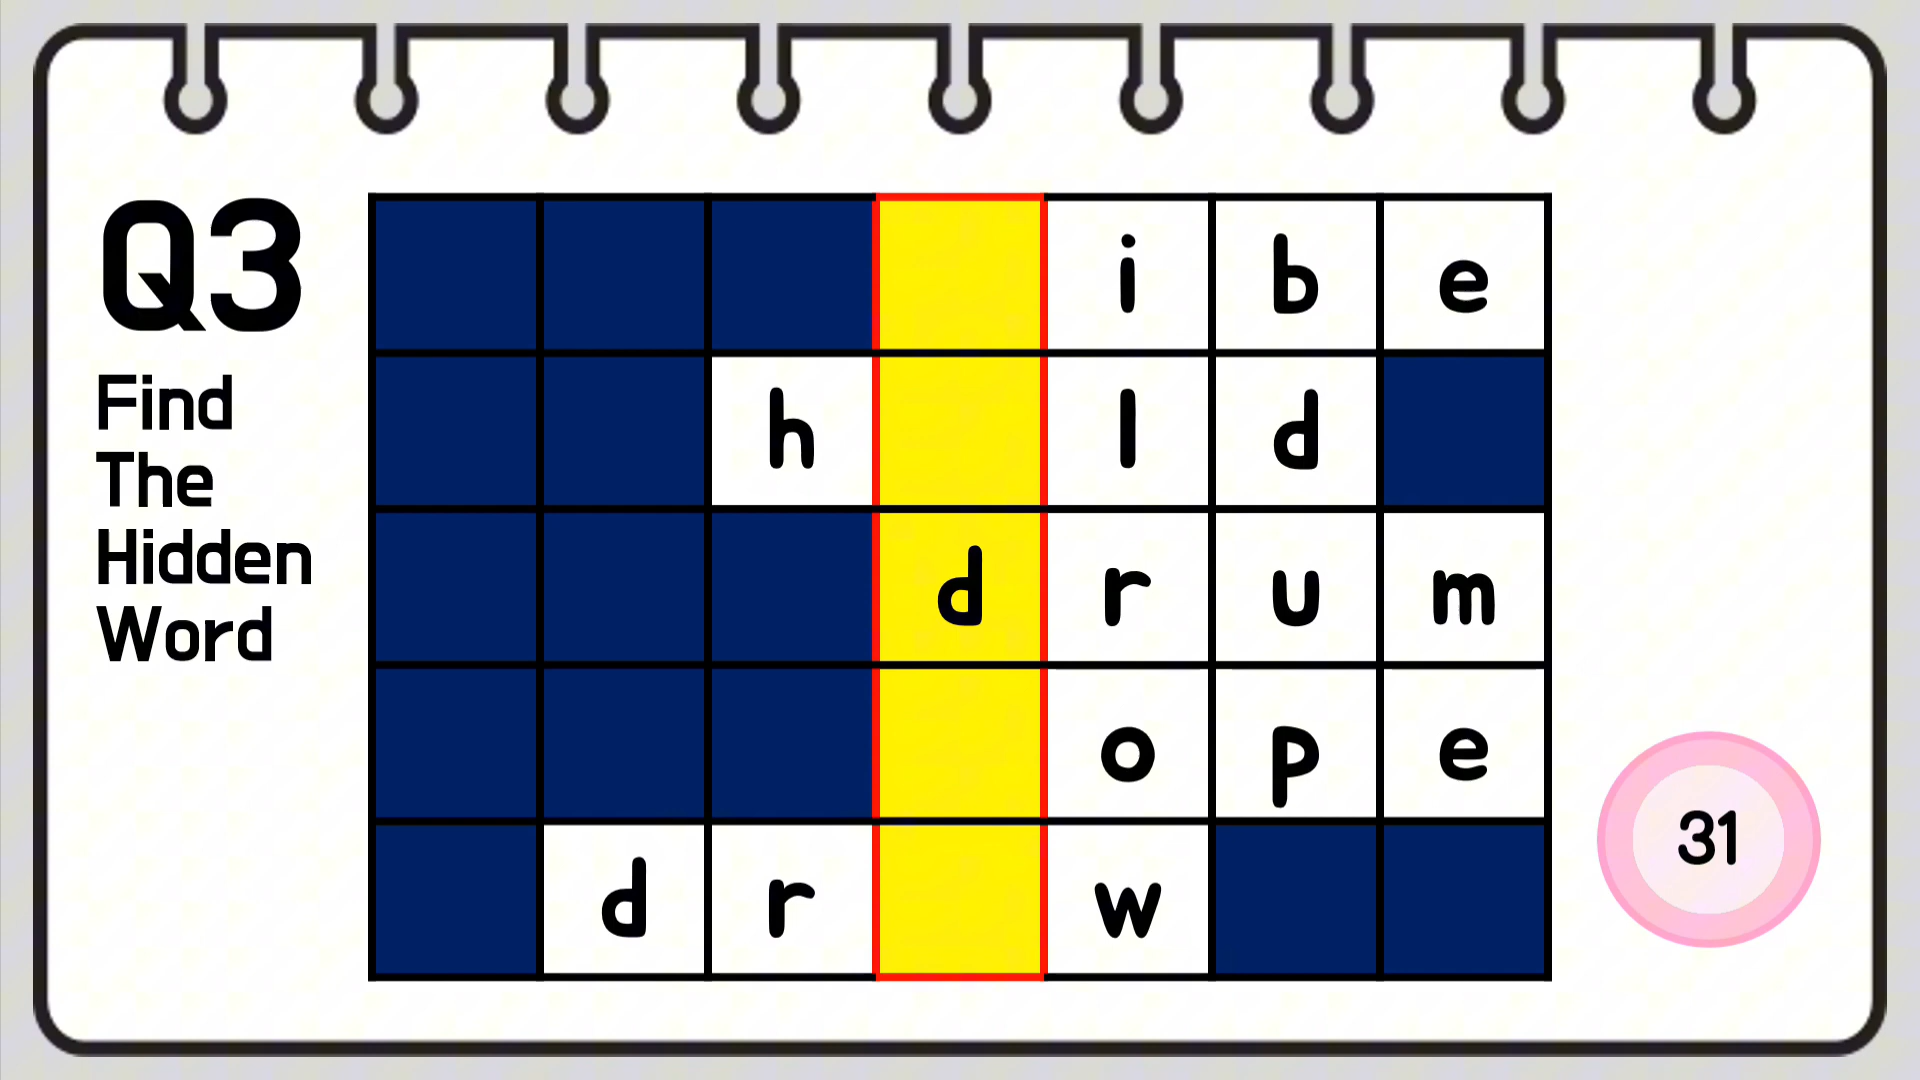 Q3
Find
The
Hidden
Word
i b e
h l d
d r u m
o p e
d r w
31